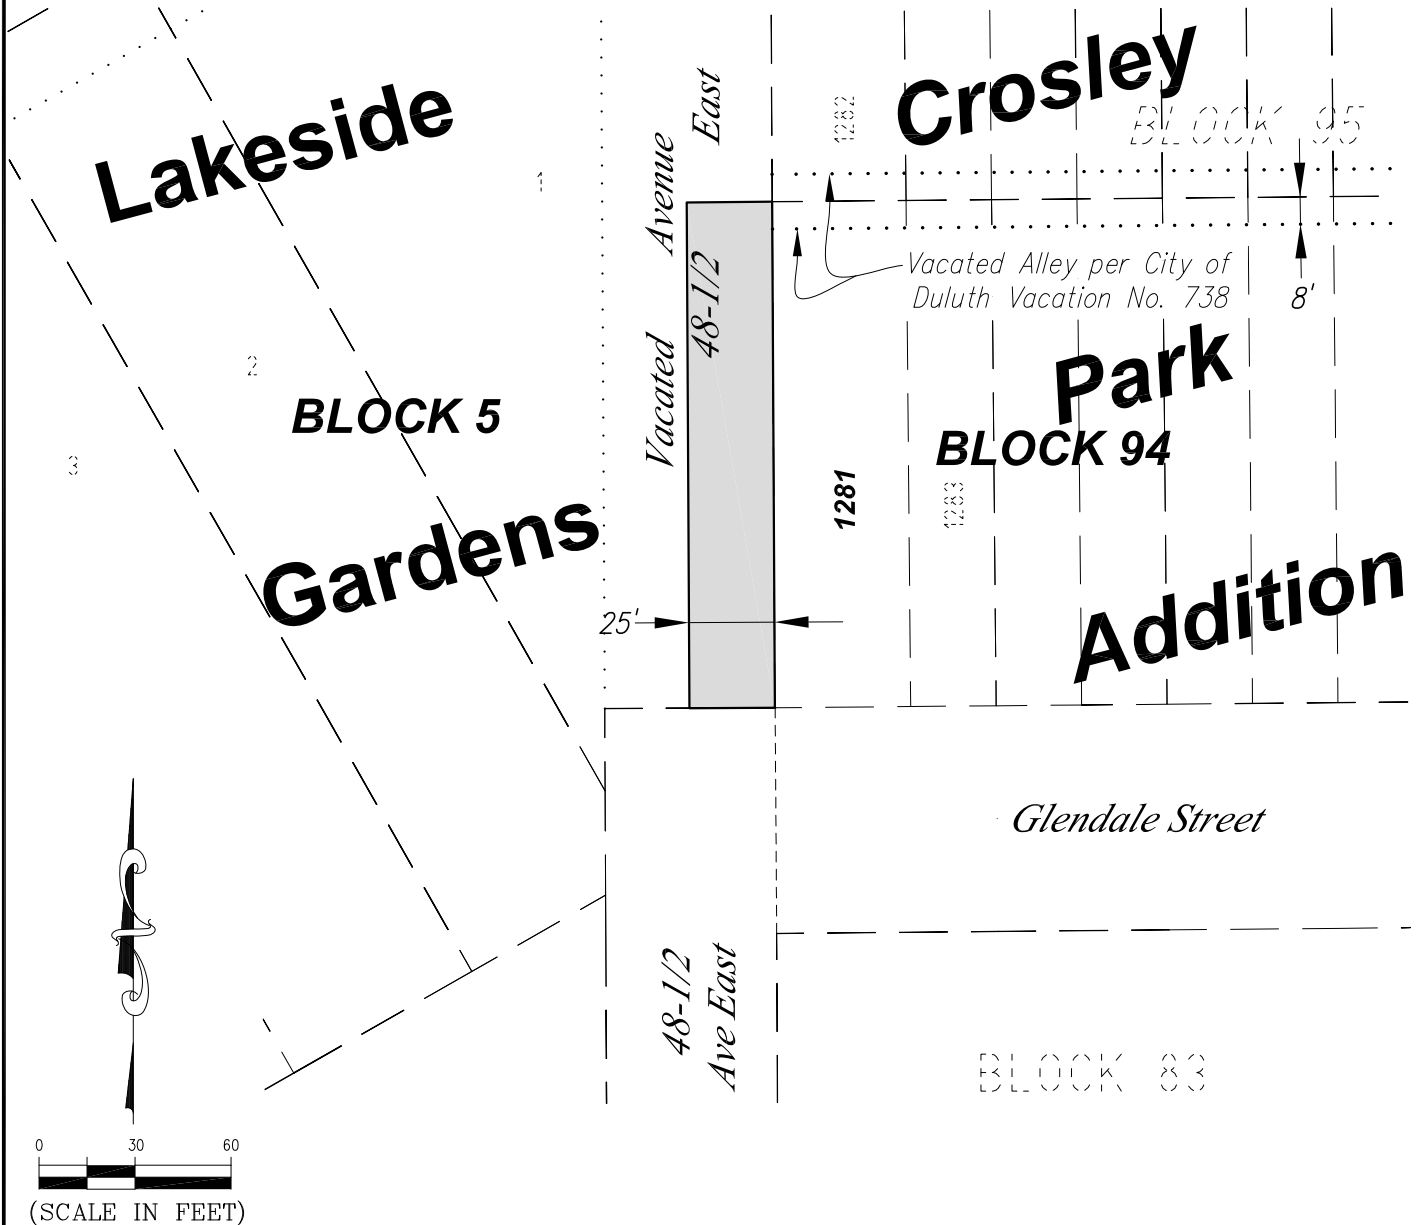 Lakeside
Gardens
Crosley
Park
Addition
BLOCK 95
1282
1
2
3
BLOCK 5
Vacated Avenue East
48-1/2
Vacated Alley per City of
Duluth Vacation No. 738
8'
BLOCK 94
1281
1283
25'
Glendale Street
48-1/2
Ave East
BLOCK 83
0 30 60
(SCALE IN FEET)